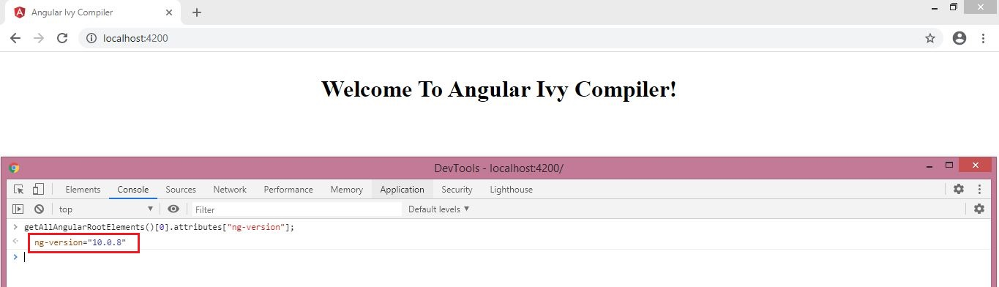 Angular Ivy Compiler
localhost:4200
Welcome To Angular Ivy Compiler!
DevTools - localhost:4200/
Elements Console Sources Network Performance Memory Application Security Lighthouse
top Filter Default levels
getAllAngularRootElements()[0].attributes["ng-version"];
ng-version="10.0.8"